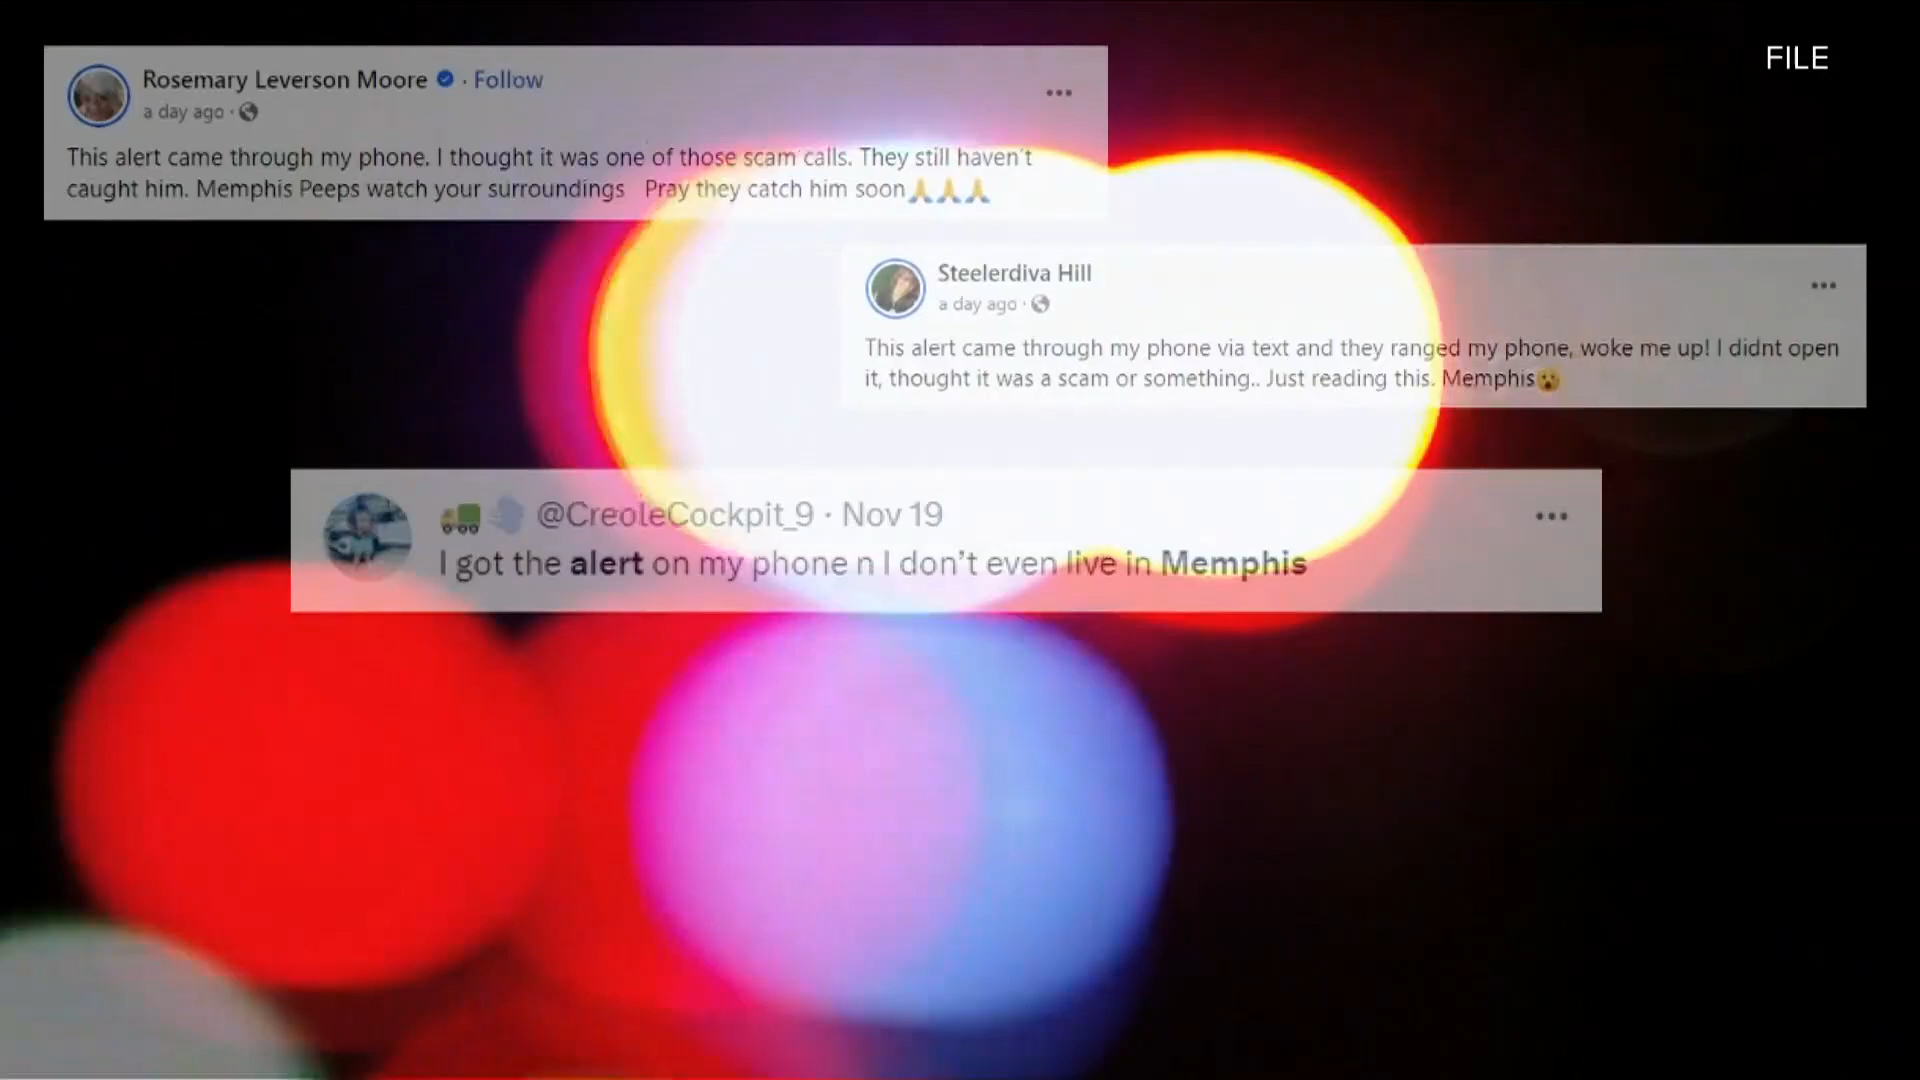 FILE
Rosemary Leverson Moore · Follow
a day ago ·
This alert came through my phone. I thought it was one of those scam calls. They still haven't
caught him. Memphis Peeps watch your surroundings Pray they catch him soon🙏🙏🙏
Steelerdiva Hill
a day ago ·
This alert came through my phone via text and they ranged my phone, woke me up! I didnt open
it, thought it was a scam or something.. Just reading this. Memphis😮
🚛💨 @CreoleCockpit_9 · Nov 19
I got the alert on my phone n I don't even live in Memphis